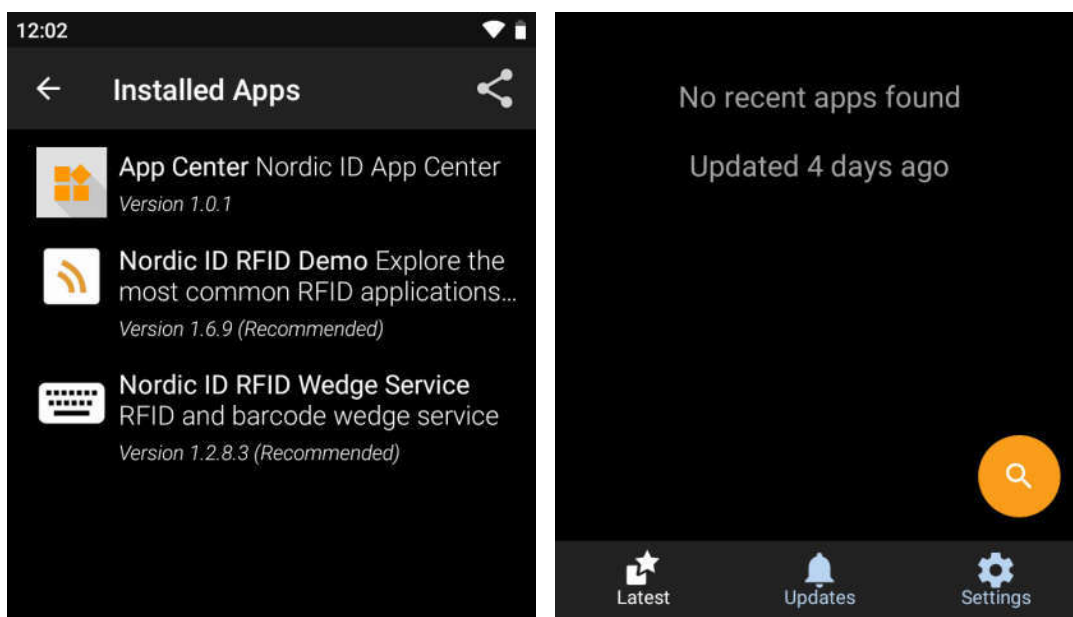 12:02
Installed Apps
App Center Nordic ID App Center
Version 1.0.1
Nordic ID RFID Demo Explore the
most common RFID applications...
Version 1.6.9 (Recommended)
Nordic ID RFID Wedge Service
RFID and barcode wedge service
Version 1.2.8.3 (Recommended)
No recent apps found
Updated 4 days ago
Latest
Updates
Settings